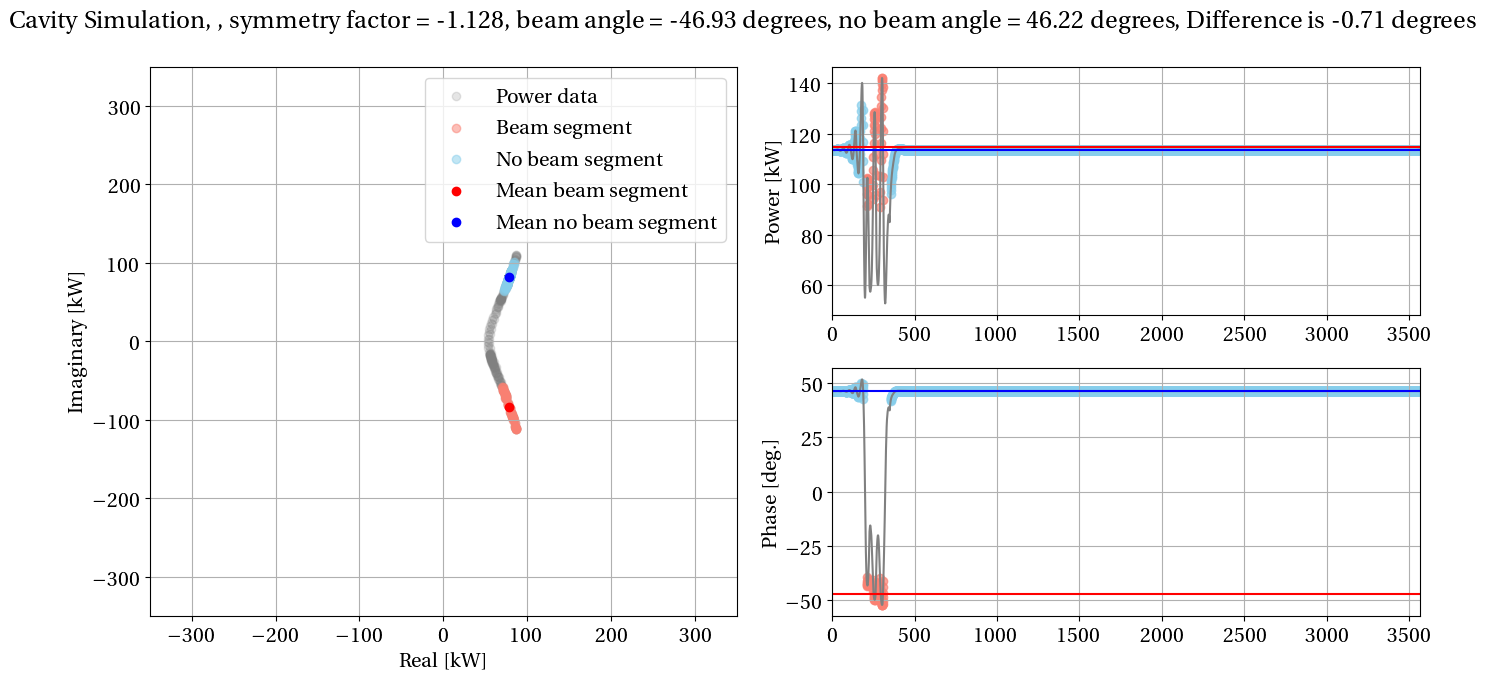 Cavity Simulation, , symmetry factor = -1.128, beam angle = -46.93 degrees, no beam angle = 46.22 degrees, Difference is -0.71 degrees
300
200
100
0
−100
−200
−300
Imaginary [kW]
−300 −200 −100 0 100 200 300
Real [kW]
Power data
Beam segment
No beam segment
Mean beam segment
Mean no beam segment
140
120
100
80
60
Power [kW]
0 500 1000 1500 2000 2500 3000 3500
50
25
0
−25
−50
Phase [deg.]
0 500 1000 1500 2000 2500 3000 3500